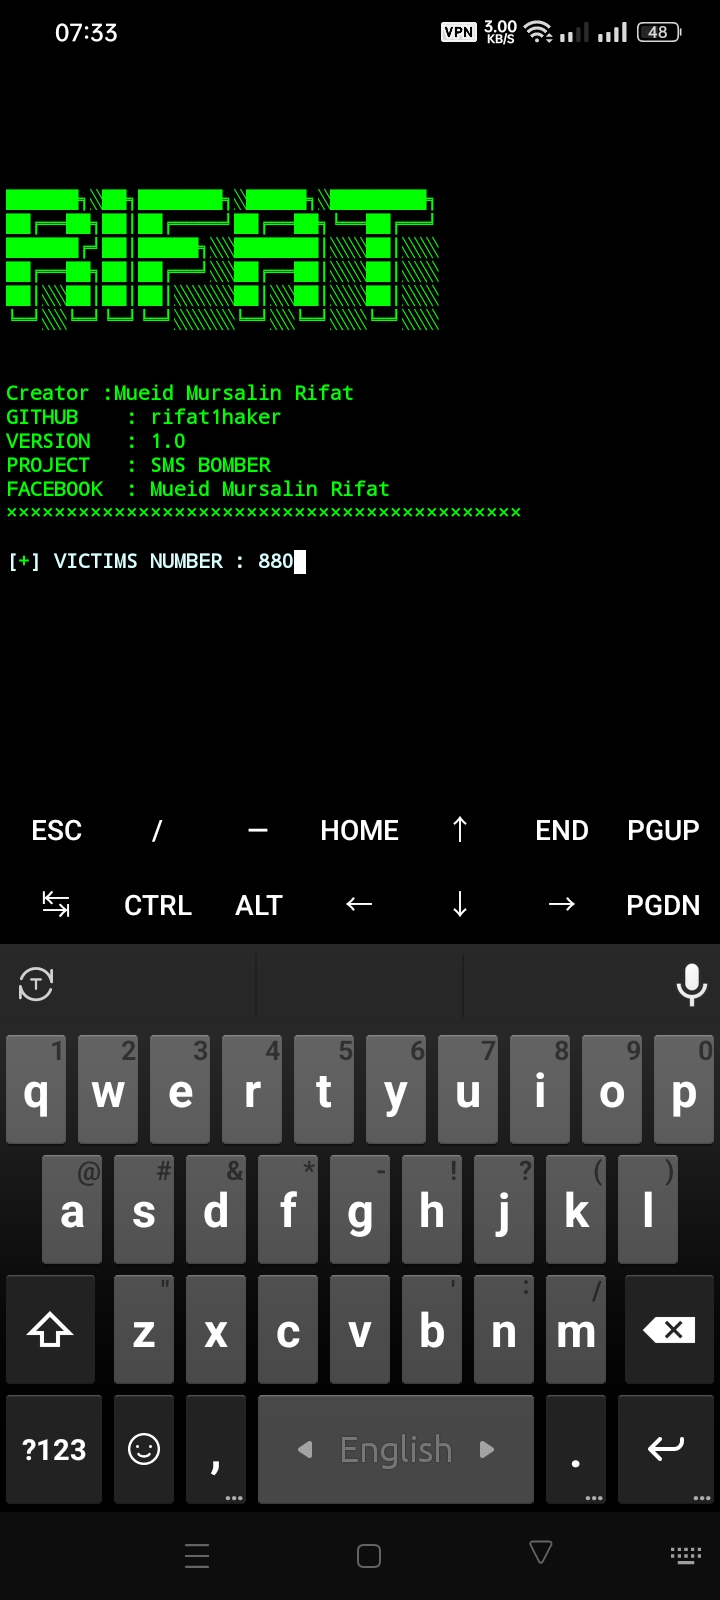 07:33 VPN 3.00 KB/S 48
RIFAT
Creator :Mueid Mursalin Rifat
GITHUB    : rifat1haker
VERSION   : 1.0
PROJECT   : SMS BOMBER
FACEBOOK  : Mueid Mursalin Rifat
×××××××××××××××××××××××××××××××××××××××××××
[+] VICTIMS NUMBER : 880
ESC / — HOME ↑ END PGUP
↹ CTRL ALT ← ↓ → PGDN
T
1 2 3 4 5 6 7 8 9 0
q w e r t y u i o p
@ # & * - ! ? ( )
a s d f g h j k l
" ' : /
z x c v b n m
?123 , English .